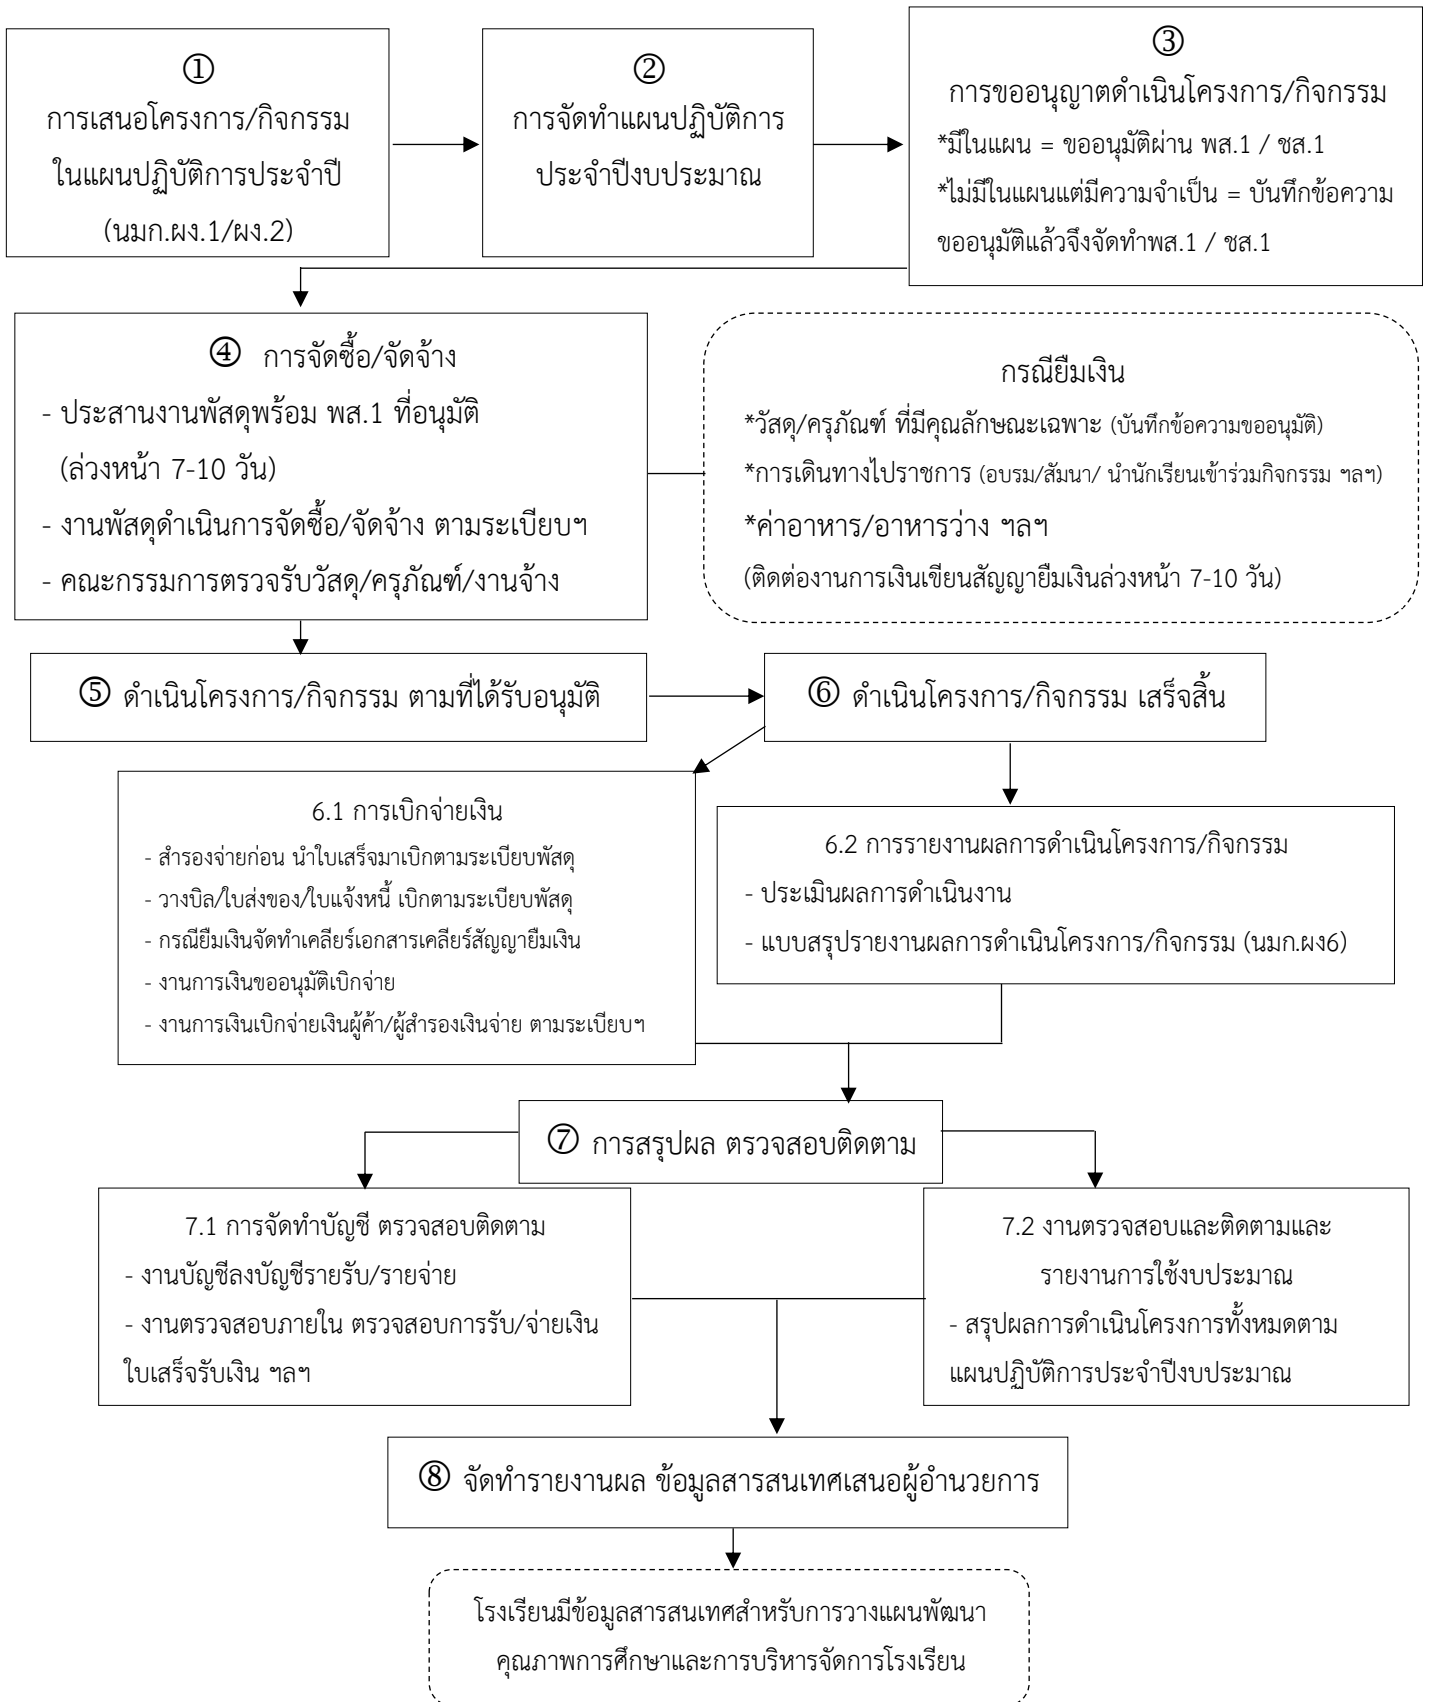 ①
การเสนอโครงการ/กิจกรรม
ในแผนปฏิบัติการประจำปี
(นมก.ผง.1/ผง.2)
②
การจัดทำแผนปฏิบัติการ
ประจำปีงบประมาณ
③
การขออนุญาตดำเนินโครงการ/กิจกรรม
*มีในแผน = ขออนุมัติผ่าน พส.1 / ชส.1
*ไม่มีในแผนแต่มีความจำเป็น = บันทึกข้อความ
ขออนุมัติแล้วจึงจัดทำพส.1 / ชส.1
④ การจัดซื้อ/จัดจ้าง
- ประสานงานพัสดุพร้อม พส.1 ที่อนุมัติ
(ล่วงหน้า 7-10 วัน)
- งานพัสดุดำเนินการจัดซื้อ/จัดจ้าง ตามระเบียบฯ
- คณะกรรมการตรวจรับวัสดุ/ครุภัณฑ์/งานจ้าง
กรณียืมเงิน
*วัสดุ/ครุภัณฑ์ ที่มีคุณลักษณะเฉพาะ (บันทึกข้อความขออนุมัติ)
*การเดินทางไปราชการ (อบรม/สัมนา/ นำนักเรียนเข้าร่วมกิจกรรม ฯลฯ)
*ค่าอาหาร/อาหารว่าง ฯลฯ
(ติดต่องานการเงินเขียนสัญญายืมเงินล่วงหน้า 7-10 วัน)
⑤ ดำเนินโครงการ/กิจกรรม ตามที่ได้รับอนุมัติ
⑥ ดำเนินโครงการ/กิจกรรม เสร็จสิ้น
6.1 การเบิกจ่ายเงิน
- สำรองจ่ายก่อน นำใบเสร็จมาเบิกตามระเบียบพัสดุ
- วางบิล/ใบส่งของ/ใบแจ้งหนี้ เบิกตามระเบียบพัสดุ
- กรณียืมเงินจัดทำเคลียร์เอกสารเคลียร์สัญญายืมเงิน
- งานการเงินขออนุมัติเบิกจ่าย
- งานการเงินเบิกจ่ายเงินผู้ค้า/ผู้สำรองเงินจ่าย ตามระเบียบฯ
6.2 การรายงานผลการดำเนินโครงการ/กิจกรรม
- ประเมินผลการดำเนินงาน
- แบบสรุปรายงานผลการดำเนินโครงการ/กิจกรรม (นมก.ผง6)
⑦ การสรุปผล ตรวจสอบติดตาม
7.1 การจัดทำบัญชี ตรวจสอบติดตาม
- งานบัญชีลงบัญชีรายรับ/รายจ่าย
- งานตรวจสอบภายใน ตรวจสอบการรับ/จ่ายเงิน
ใบเสร็จรับเงิน ฯลฯ
7.2 งานตรวจสอบและติดตามและ
รายงานการใช้งบประมาณ
- สรุปผลการดำเนินโครงการทั้งหมดตาม
แผนปฏิบัติการประจำปีงบประมาณ
⑧ จัดทำรายงานผล ข้อมูลสารสนเทศเสนอผู้อำนวยการ
โรงเรียนมีข้อมูลสารสนเทศสำหรับการวางแผนพัฒนา
คุณภาพการศึกษาและการบริหารจัดการโรงเรียน